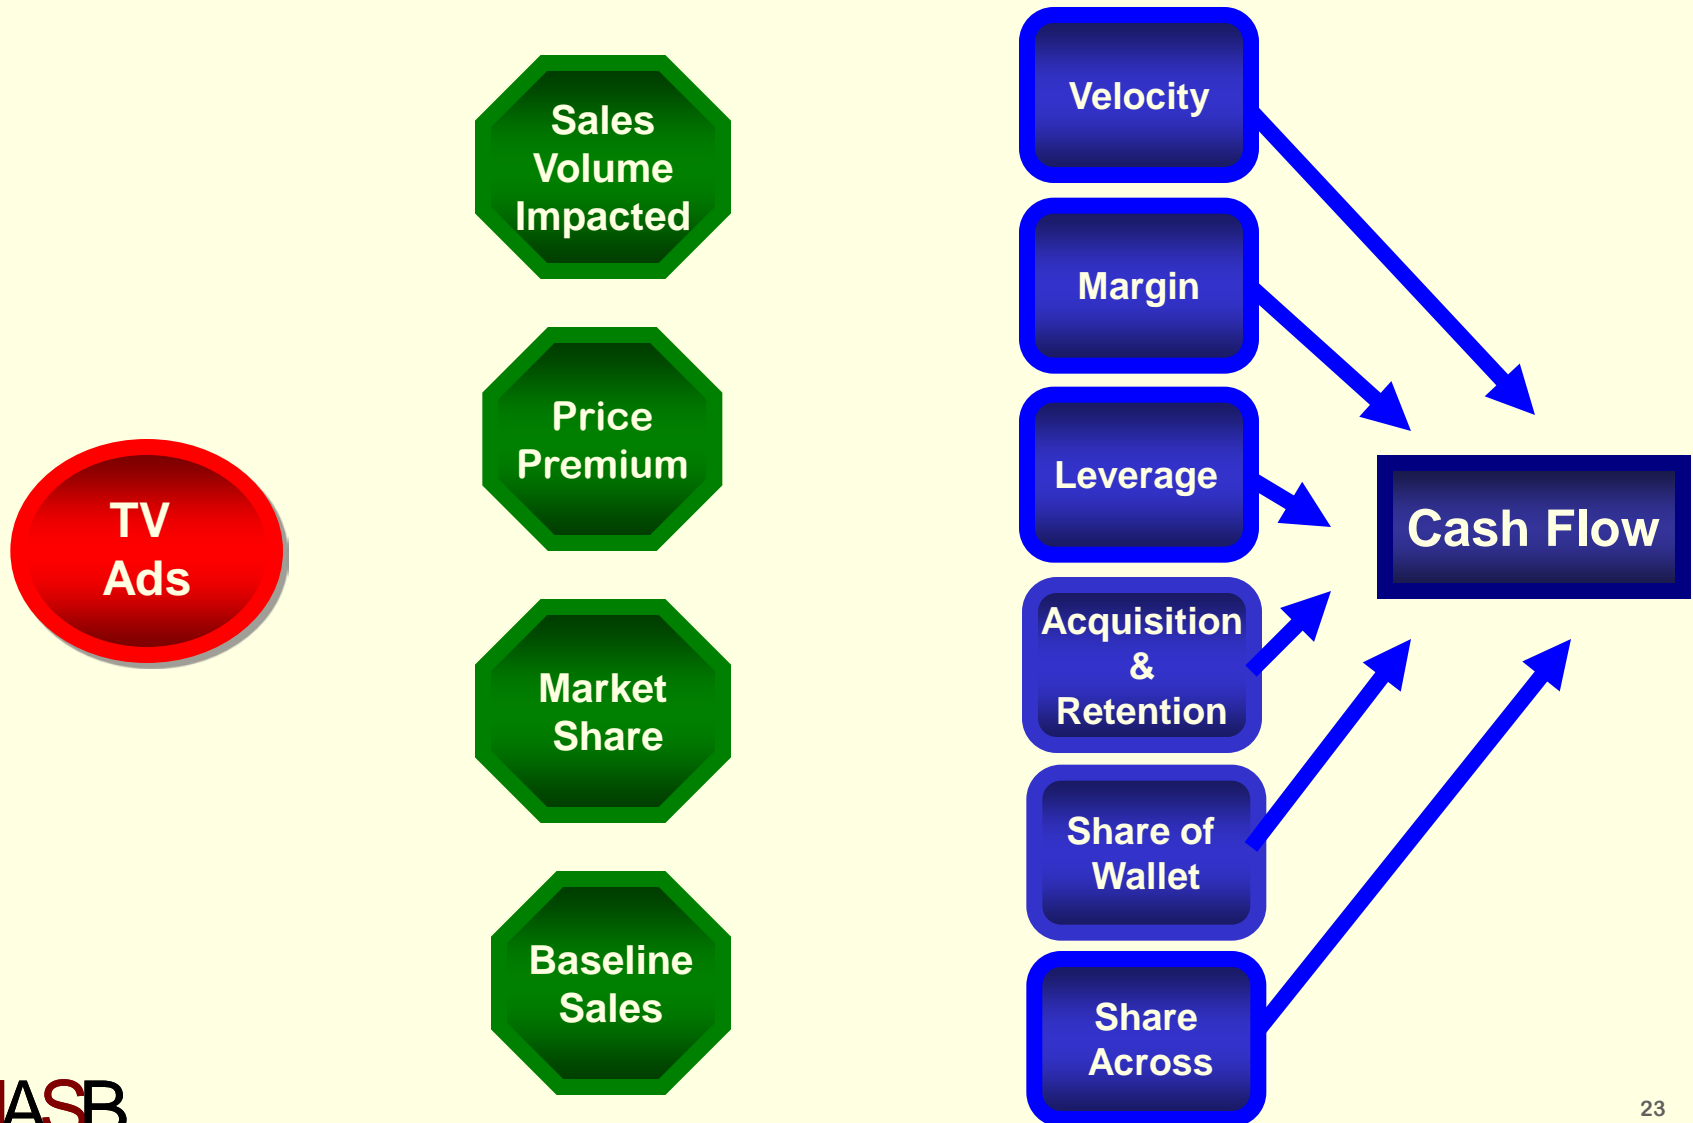 TV
Ads
Sales
Volume
Impacted
Price
Premium
Market
Share
Baseline
Sales
Velocity
Margin
Leverage
Acquisition
&
Retention
Share of
Wallet
Share
Across
Cash Flow
ASB
23